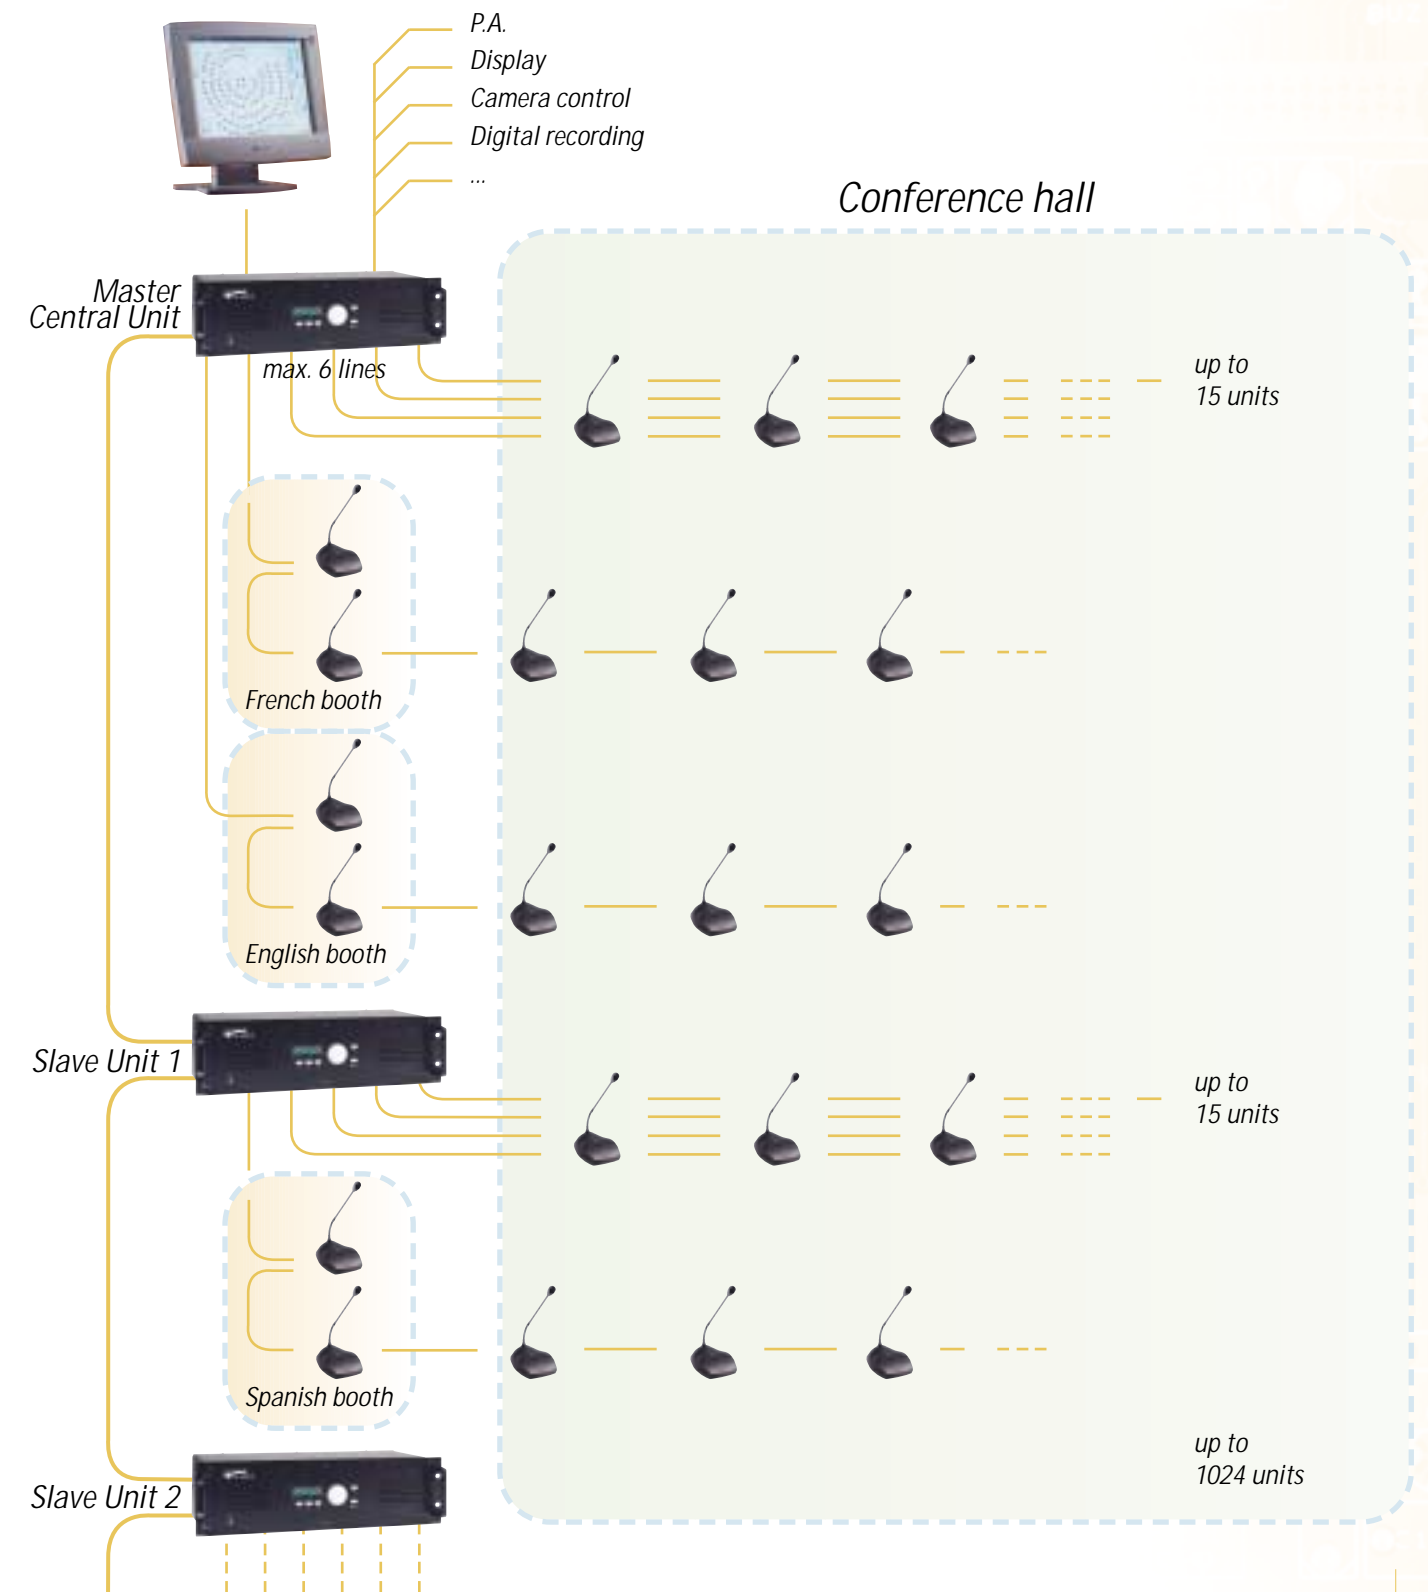 P.A.
Display
Camera control
Digital recording
...
Conference hall
Master
Central Unit
max. 6 lines
up to
15 units
French booth
English booth
Slave Unit 1
up to
15 units
Spanish booth
up to
1024 units
Slave Unit 2